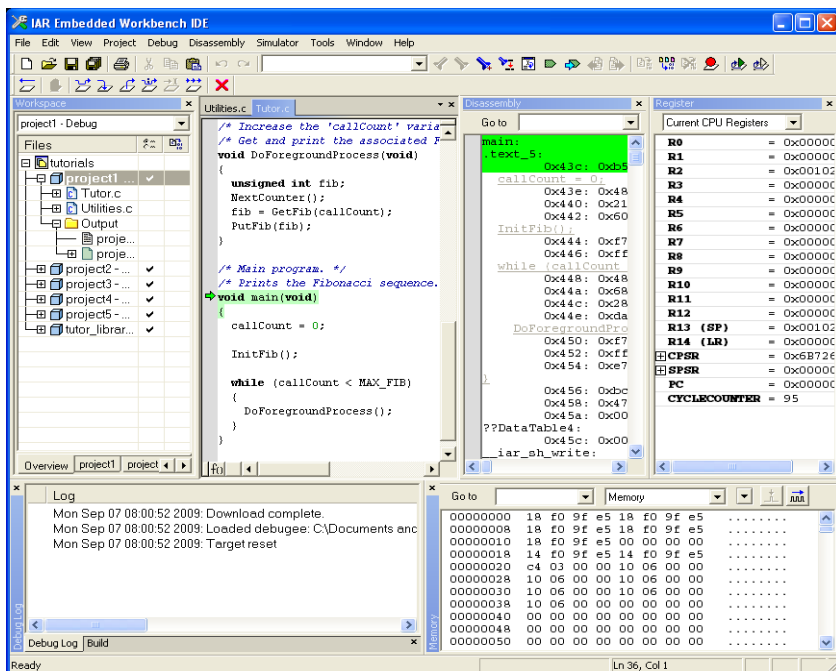 IAR Embedded Workbench IDE
File Edit View Project Debug Disassembly Simulator Tools Window Help
Workspace
project1 - Debug
Files
tutorials
project1 ...
Tutor.c
Utilities.c
Output
proje...
proje...
project2 - ...
project3 - ...
project4 - ...
project5 - ...
tutor_librar...
Overview project1 project
Utilities.c Tutor.c
/* Increase the 'callCount' varia
/* Get and print the associated F
void DoForegroundProcess(void)
{
unsigned int fib;
NextCounter();
fib = GetFib(callCount);
PutFib(fib);
}
/* Main program. */
/* Prints the Fibonacci sequence.
void main(void)
{
callCount = 0;
InitFib();
while (callCount < MAX_FIB)
{
DoForegroundProcess();
}
}
fo
Disassembly
Go to
main:
.text_5:
0x43c: 0xb5
callCount = 0;
0x43e: 0x48
0x440: 0x21
0x442: 0x60
InitFib();
0x444: 0xf7
0x446: 0xff
while (callCount
0x448: 0x48
0x44a: 0x68
0x44c: 0x28
0x44e: 0xda
DoForegroundPro
0x450: 0xf7
0x452: 0xff
0x454: 0xe7
}
0x456: 0xbc
0x458: 0x47
0x45a: 0x00
??DataTable4:
0x45c: 0x00
__iar_sh_write:
Register
Current CPU Registers
R0 = 0x00000
R1 = 0x00000
R2 = 0x00102
R3 = 0x00000
R4 = 0x00000
R5 = 0x00000
R6 = 0x00000
R7 = 0x00000
R8 = 0x00000
R9 = 0x00000
R10 = 0x00000
R11 = 0x00000
R12 = 0x00000
R13 (SP) = 0x00102
R14 (LR) = 0x00000
CPSR = 0x6B726
SPSR = 0x00000
PC = 0x00000
CYCLECOUNTER = 95
Log
Mon Sep 07 08:00:52 2009: Download complete.
Mon Sep 07 08:00:52 2009: Loaded debugee: C:\Documents and
Mon Sep 07 08:00:52 2009: Target reset
Debug Log
Debug Log Build
Go to Memory
00000000 18 f0 9f e5 18 f0 9f e5 ........
00000008 18 f0 9f e5 18 f0 9f e5 ........
00000010 18 f0 9f e5 00 00 00 00 ........
00000018 14 f0 9f e5 14 f0 9f e5 ........
00000020 c4 03 00 00 10 06 00 00 ........
00000028 10 06 00 00 10 06 00 00 ........
00000030 10 06 00 00 10 06 00 00 ........
00000038 10 06 00 00 00 00 00 00 ........
00000040 00 00 00 00 00 00 00 00 ........
00000048 00 00 00 00 00 00 00 00 ........
00000050 00 00 00 00 00 00 00 00 ........
Memory
Ready
Ln 36, Col 1